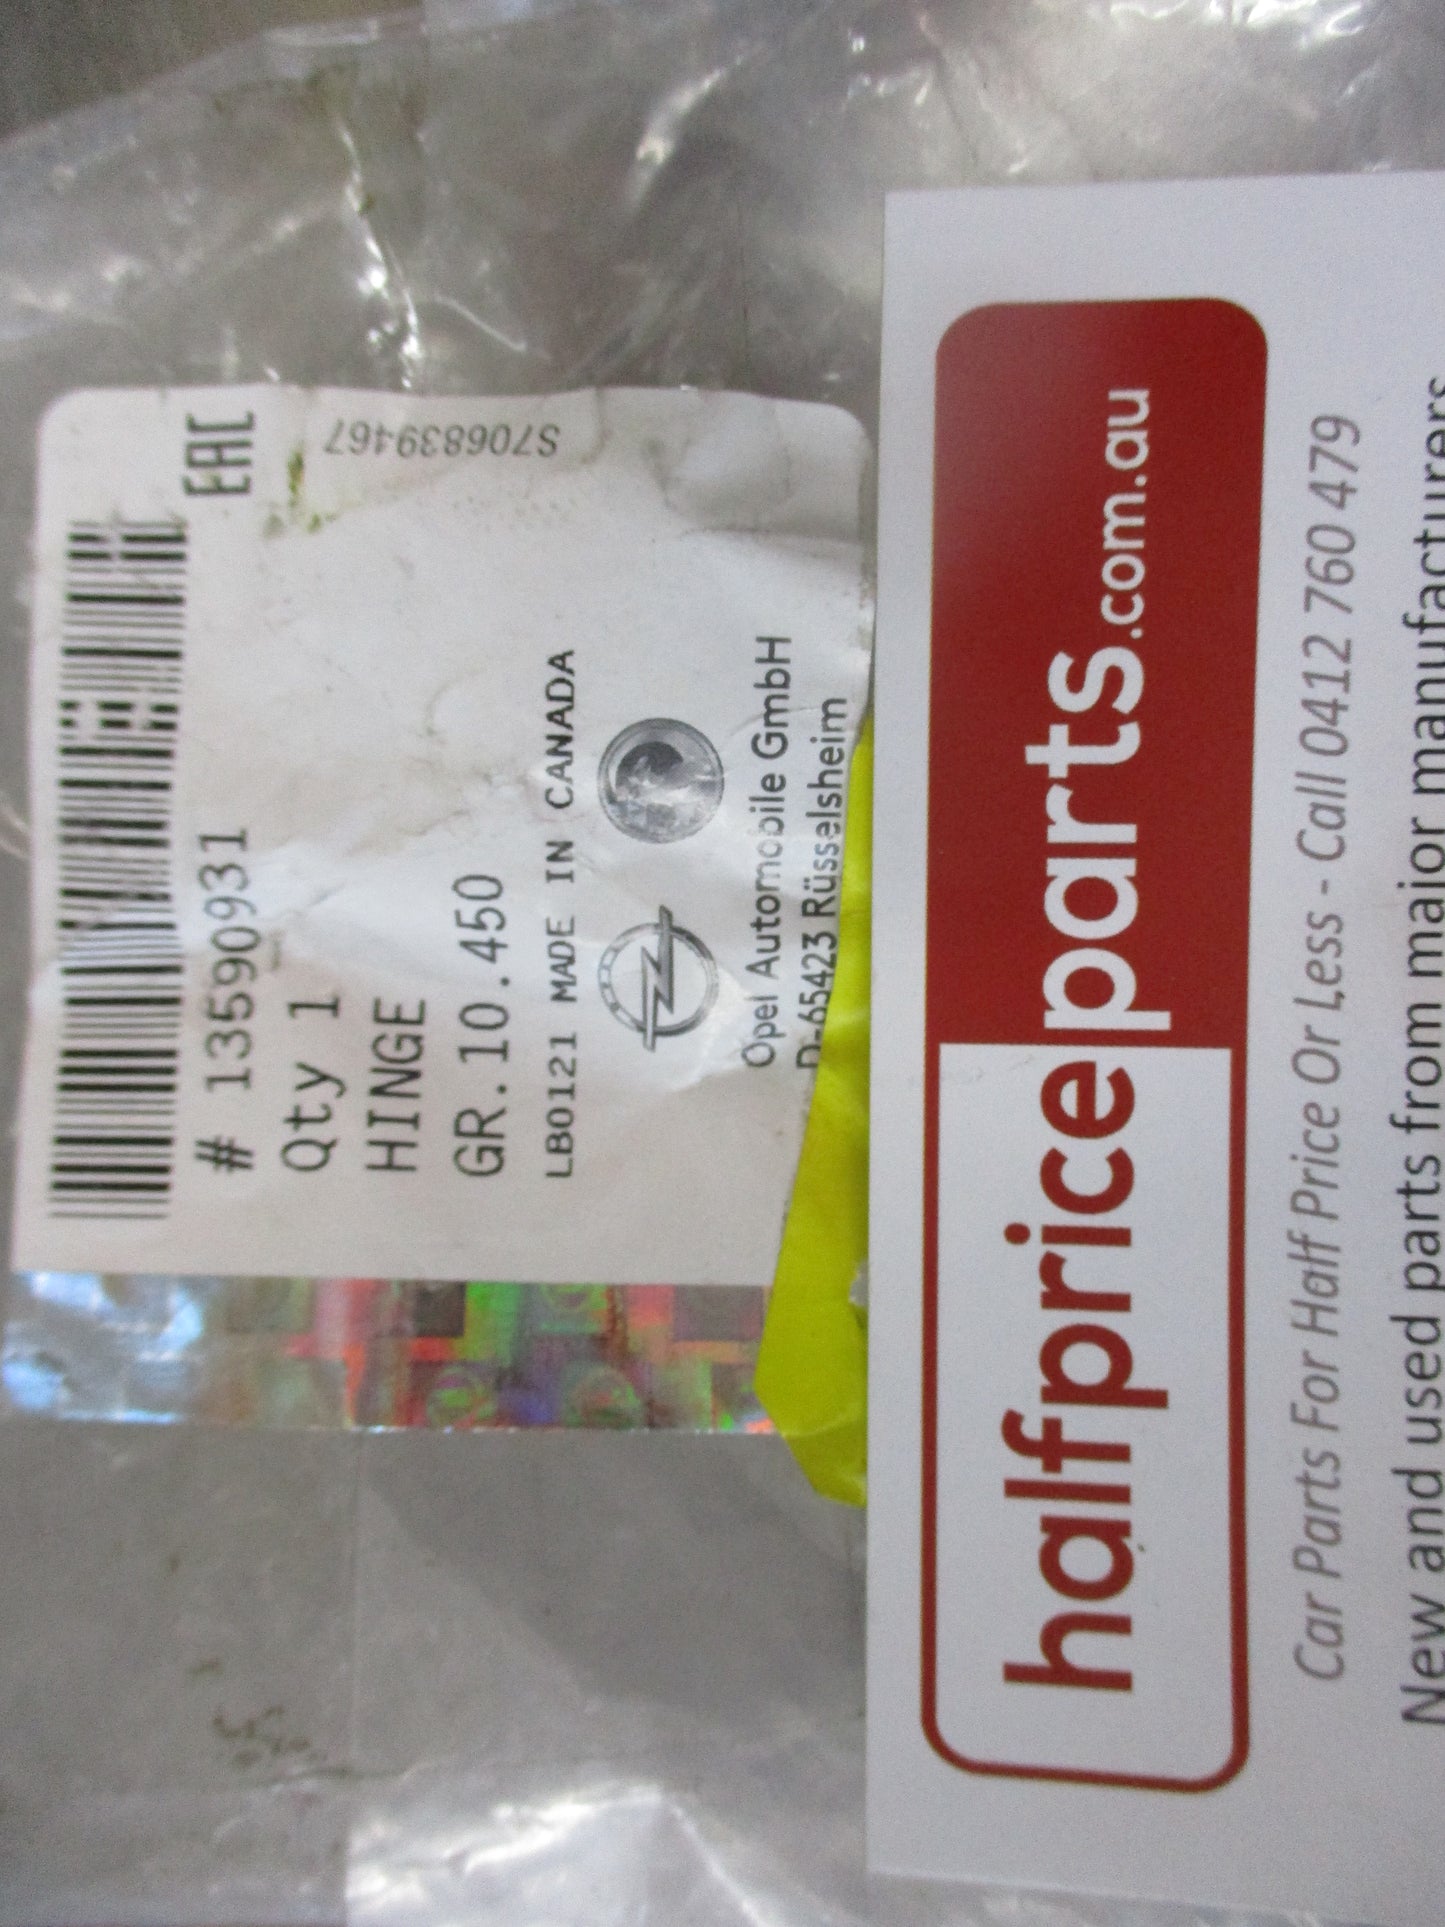 EAC
# 13590931
Qty 1
HINGE
GR.10.450
LB0121 MADE IN CANADA
Opel Automobile GmbH
D-65423 Rüsselsheim
S706839467
halfpriceparts.com.au
Car Parts For Half Price Or Less - Call 0412 760 479
New and used parts from major manufacturers